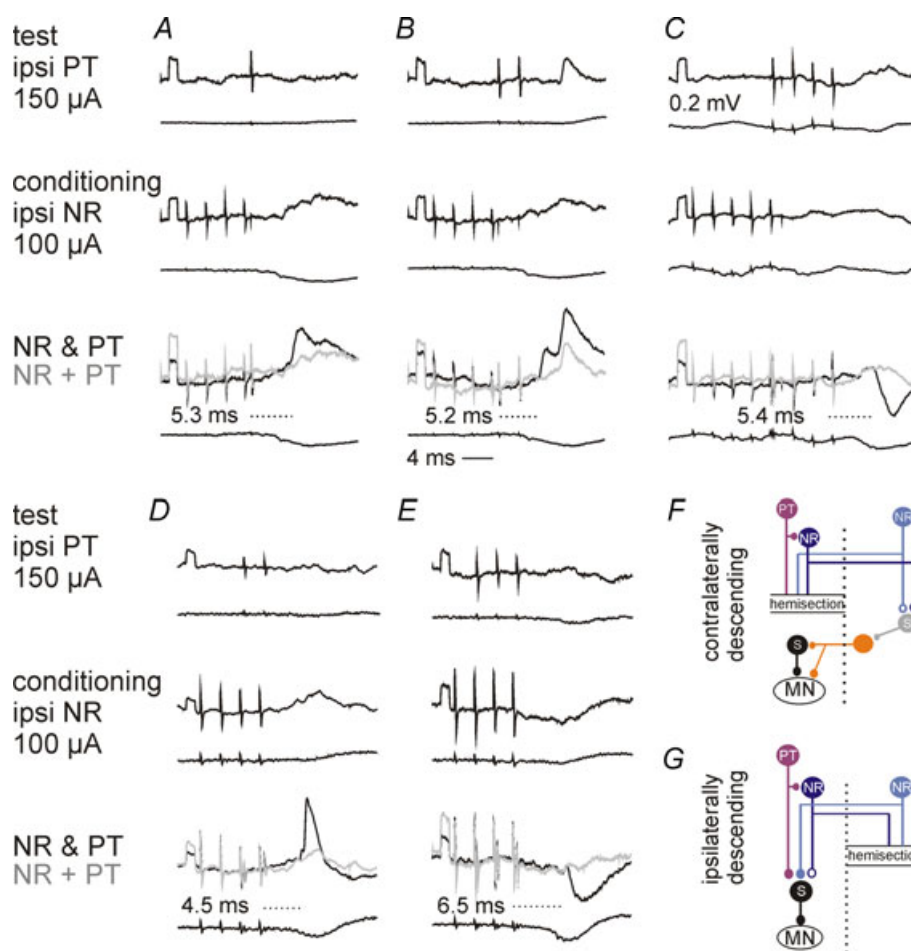 test
ipsi PT
150 µA
A
B
C
0.2 mV
conditioning
ipsi NR
100 µA
NR & PT
NR + PT
5.3 ms
5.2 ms
5.4 ms
4 ms
test
ipsi PT
150 µA
D
E
conditioning
ipsi NR
100 µA
NR & PT
NR + PT
4.5 ms
6.5 ms
F
contralaterally
descending
PT
NR
NR
hemisection
S
S
MN
G
ipsilaterally
descending
PT
NR
NR
hemisection
S
MN